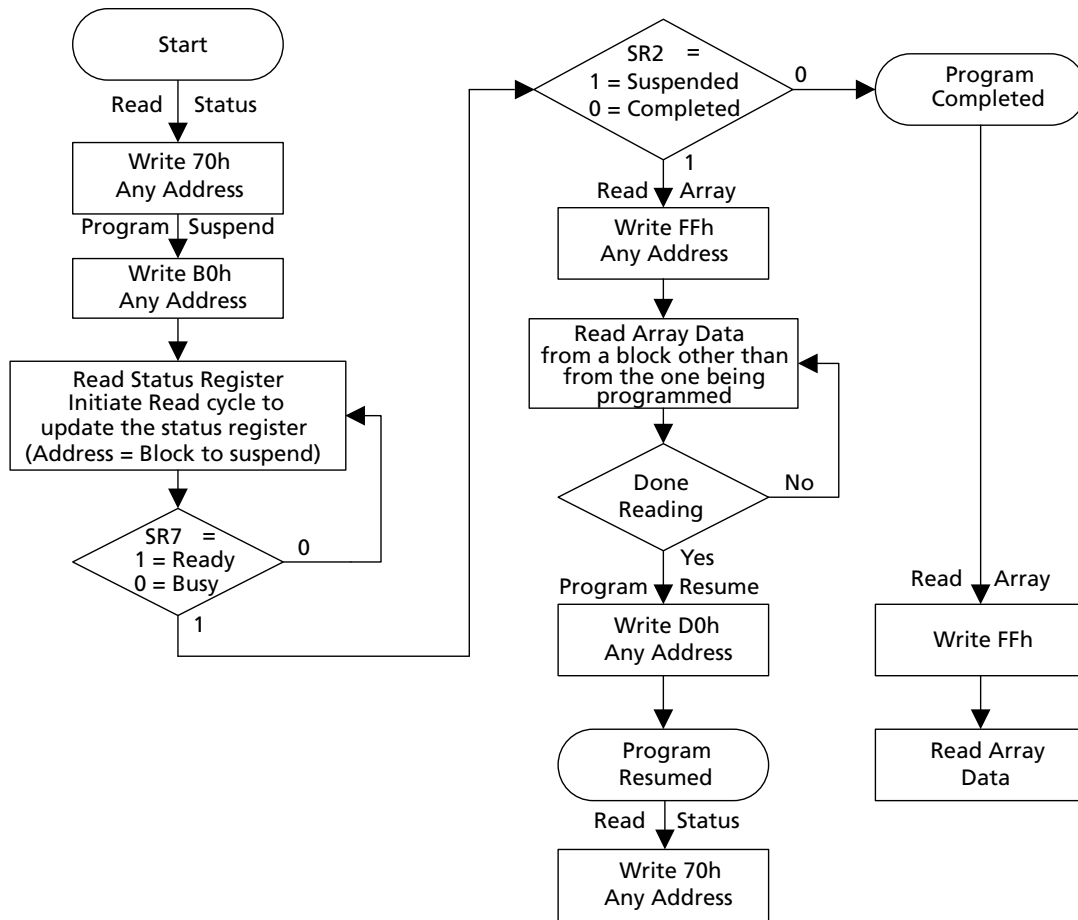 Start
Read Status
Write 70h
Any Address
Program Suspend
Write B0h
Any Address
Read Status Register
Initiate Read cycle to
update the status register
(Address = Block to suspend)
SR7 =
1 = Ready
0 = Busy
0
1
SR2 =
1 = Suspended
0 = Completed
0
1
Read Array
Write FFh
Any Address
Read Array Data
from a block other than
from the one being
programmed
Done
Reading
No
Yes
Program Resume
Write D0h
Any Address
Program
Resumed
Read Status
Write 70h
Any Address
Program
Completed
Read Array
Write FFh
Read Array
Data